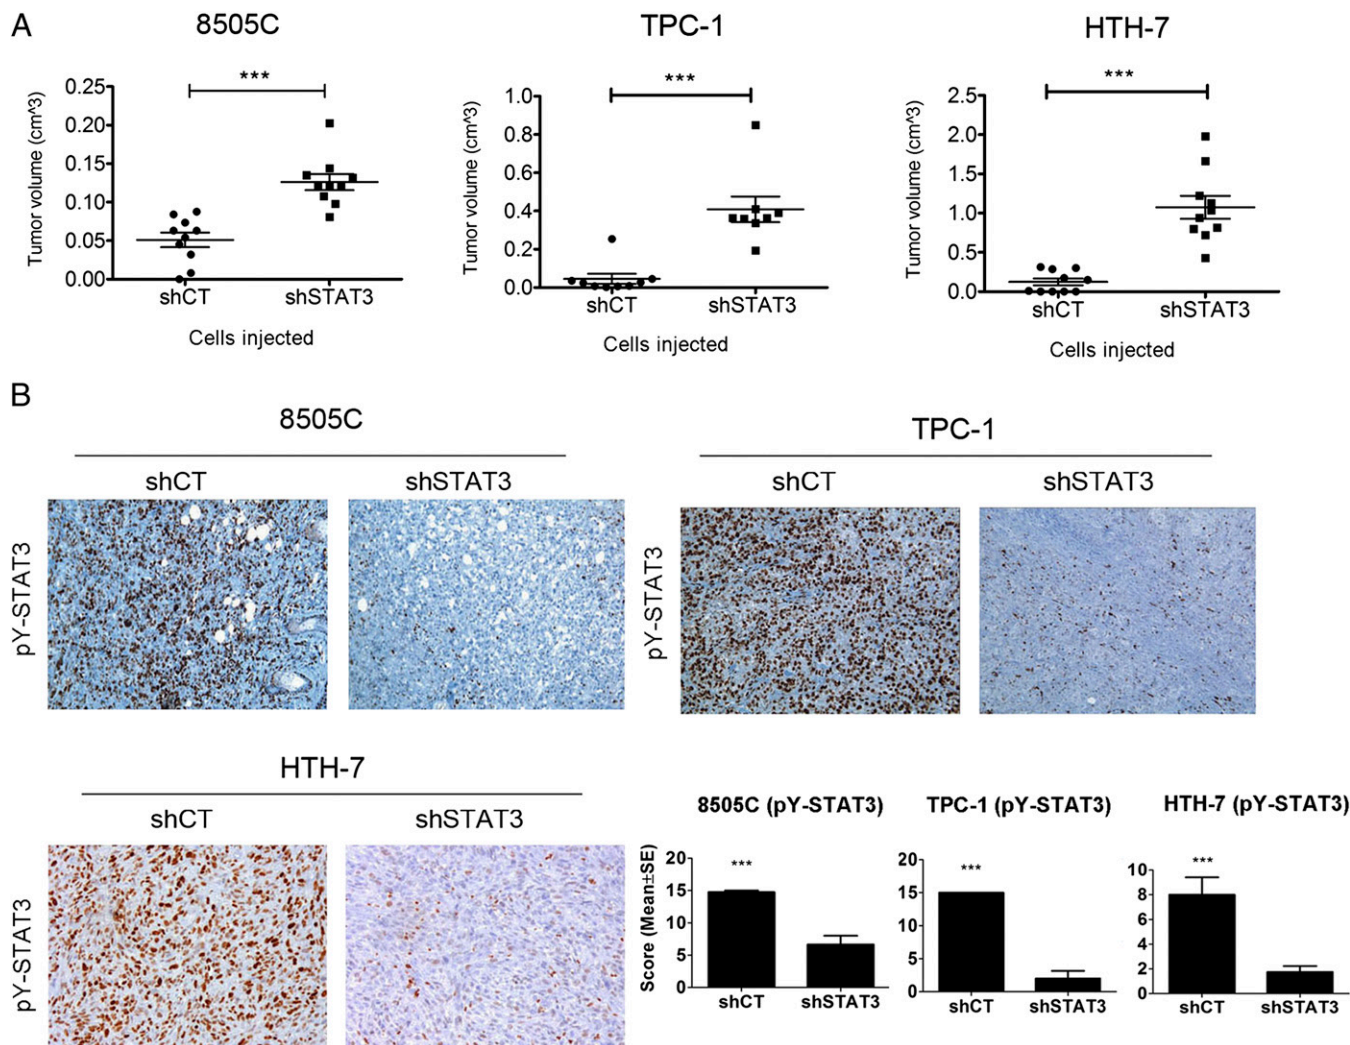 A
8505C
TPC-1
HTH-7
***
***
***
Tumor volume (cm^3)
0.25
0.20
0.15
0.10
0.05
0.00
shCT
shSTAT3
Cells injected
Tumor volume (cm^3)
1.0
0.8
0.6
0.4
0.2
0.0
shCT
shSTAT3
Cells injected
Tumor volume (cm^3)
2.5
2.0
1.5
1.0
0.5
0.0
shCT
shSTAT3
Cells injected
B
8505C
shCT
shSTAT3
pY-STAT3
TPC-1
shCT
shSTAT3
pY-STAT3
HTH-7
shCT
shSTAT3
pY-STAT3
8505C (pY-STAT3)
Score (Mean±SE)
20
15
10
5
0
***
shCT
shSTAT3
TPC-1 (pY-STAT3)
20
15
10
5
0
***
shCT
shSTAT3
HTH-7 (pY-STAT3)
10
8
6
4
2
0
***
shCT
shSTAT3